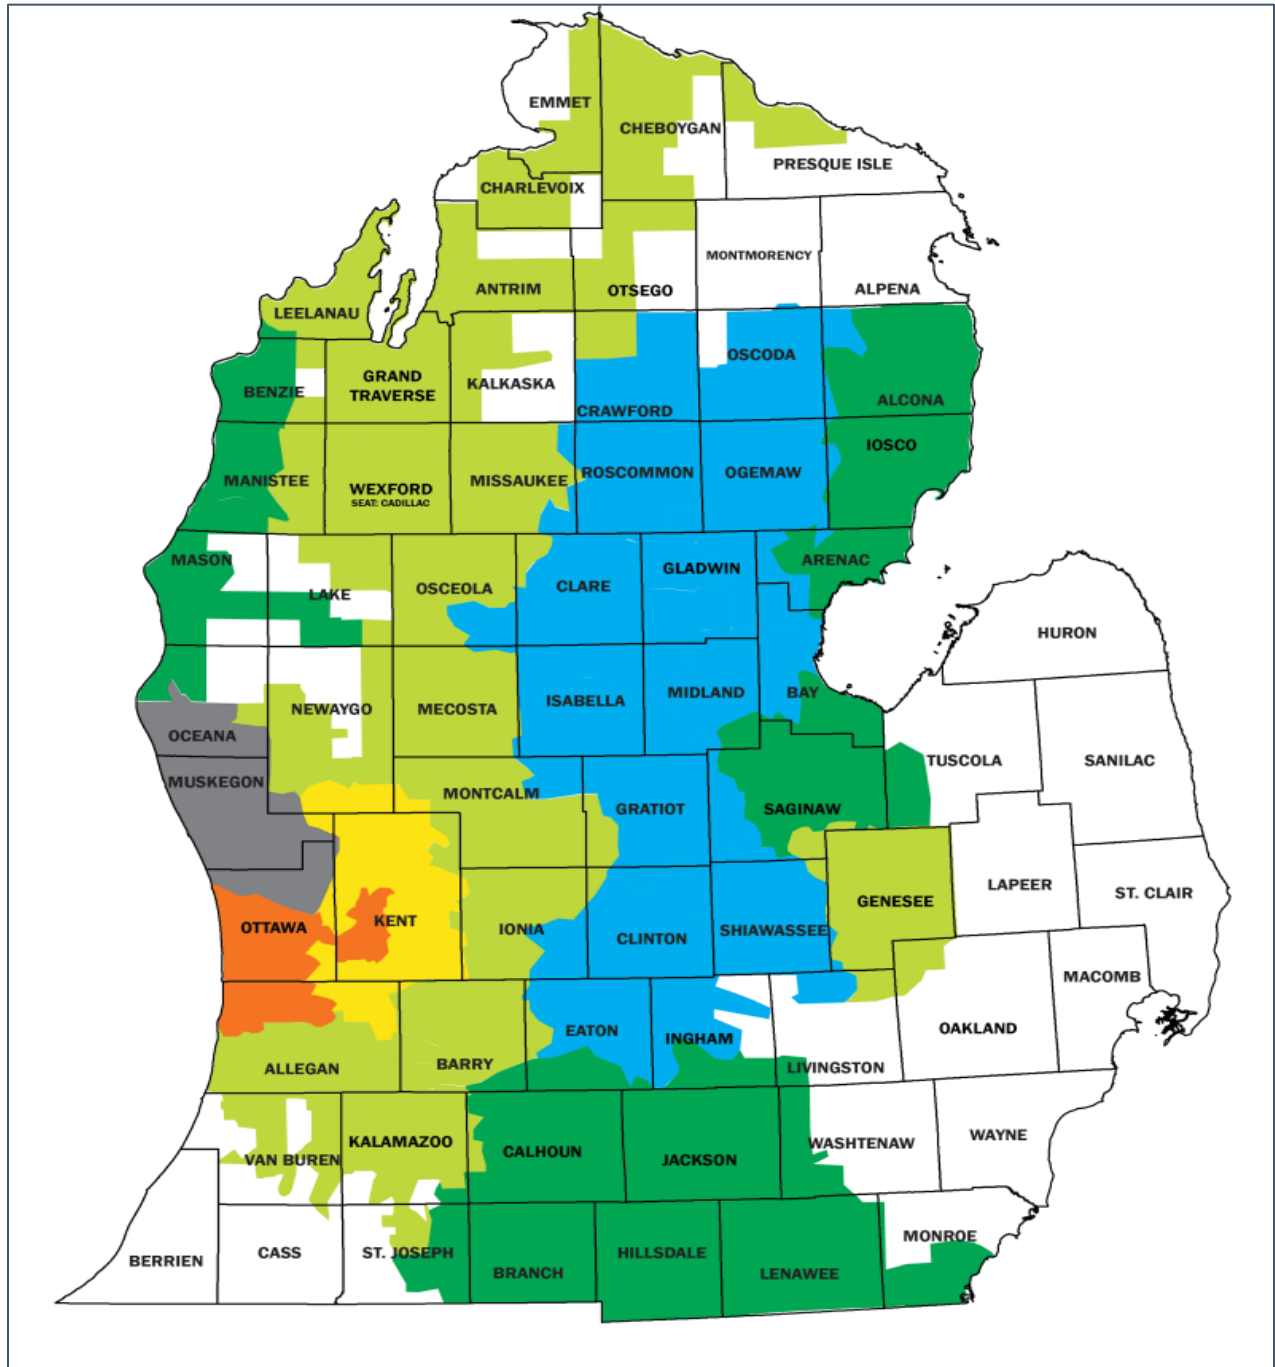 EMMET
CHEBOYGAN
PRESQUE ISLE
CHARLEVOIX
MONTMORENCY
ANTRIM
OTSEGO
ALPENA
LEELANAU
OSCODA
GRAND
TRAVERSE
KALKASKA
BENZIE
CRAWFORD
ALCONA
IOSCO
MANISTEE
WEXFORD
SEAT: CADILLAC
MISSAUKEE
ROSCOMMON
OGEMAW
MASON
LAKE
OSCEOLA
CLARE
GLADWIN
ARENAC
HURON
OCEANA
NEWAYGO
MECOSTA
ISABELLA
MIDLAND
BAY
TUSCOLA
SANILAC
MUSKEGON
MONTCALM
GRATIOT
SAGINAW
LAPEER
ST. CLAIR
OTTAWA
KENT
IONIA
CLINTON
SHIAWASSEE
GENESEE
MACOMB
EATON
INGHAM
OAKLAND
ALLEGAN
BARRY
LIVINGSTON
VAN BUREN
KALAMAZOO
CALHOUN
JACKSON
WASHTENAW
WAYNE
BERRIEN
CASS
ST. JOSEPH
BRANCH
HILLSDALE
LENAWEE
MONROE